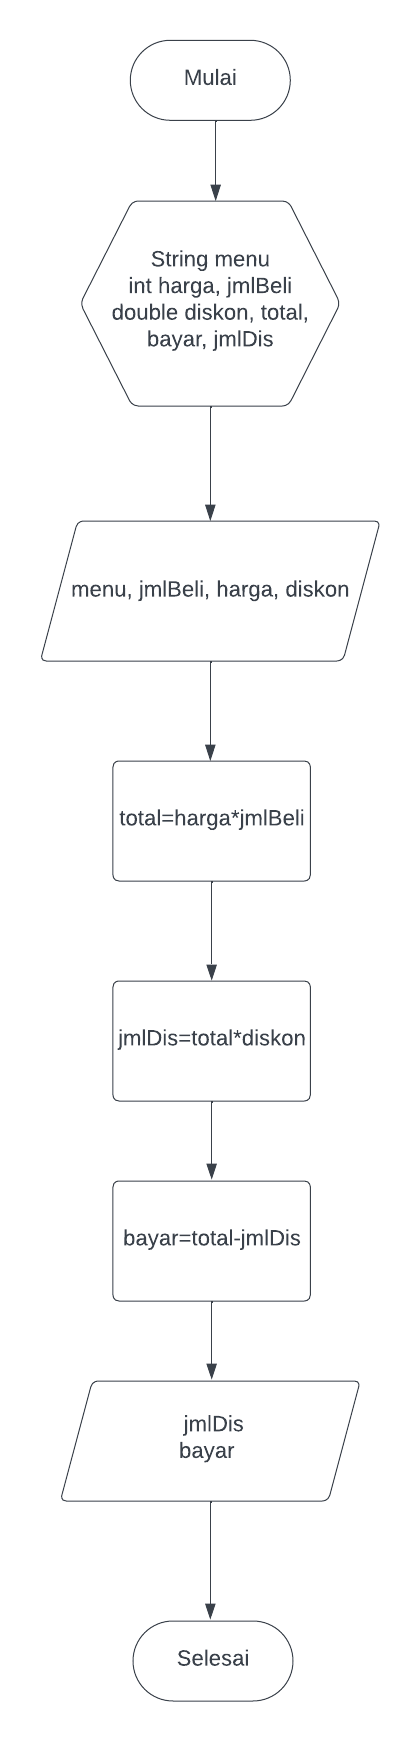 Mulai
String menu
int harga, jmlBeli
double diskon, total,
bayar, jmlDis
menu, jmlBeli, harga, diskon
total=harga*jmlBeli
jmlDis=total*diskon
bayar=total-jmlDis
jmlDis
bayar
Selesai